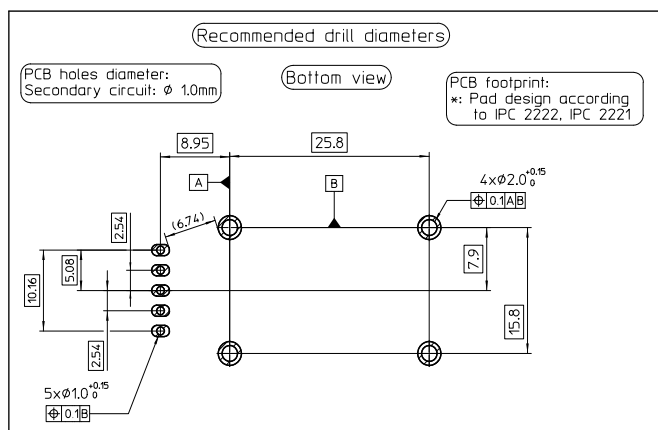 Recommended drill diameters
PCB holes diameter:
Secondary circuit: ϕ 1.0mm
Bottom view
PCB footprint:
*: Pad design according
to IPC 2222, IPC 2221
8.95
25.8
A
B
4xϕ2.0 +0.15 0
⌖ 0.1 A B
(6.74)
2.54
5.08
10.16
2.54
7.9
15.8
5xϕ1.0 +0.15 0
⌖ 0.1 B